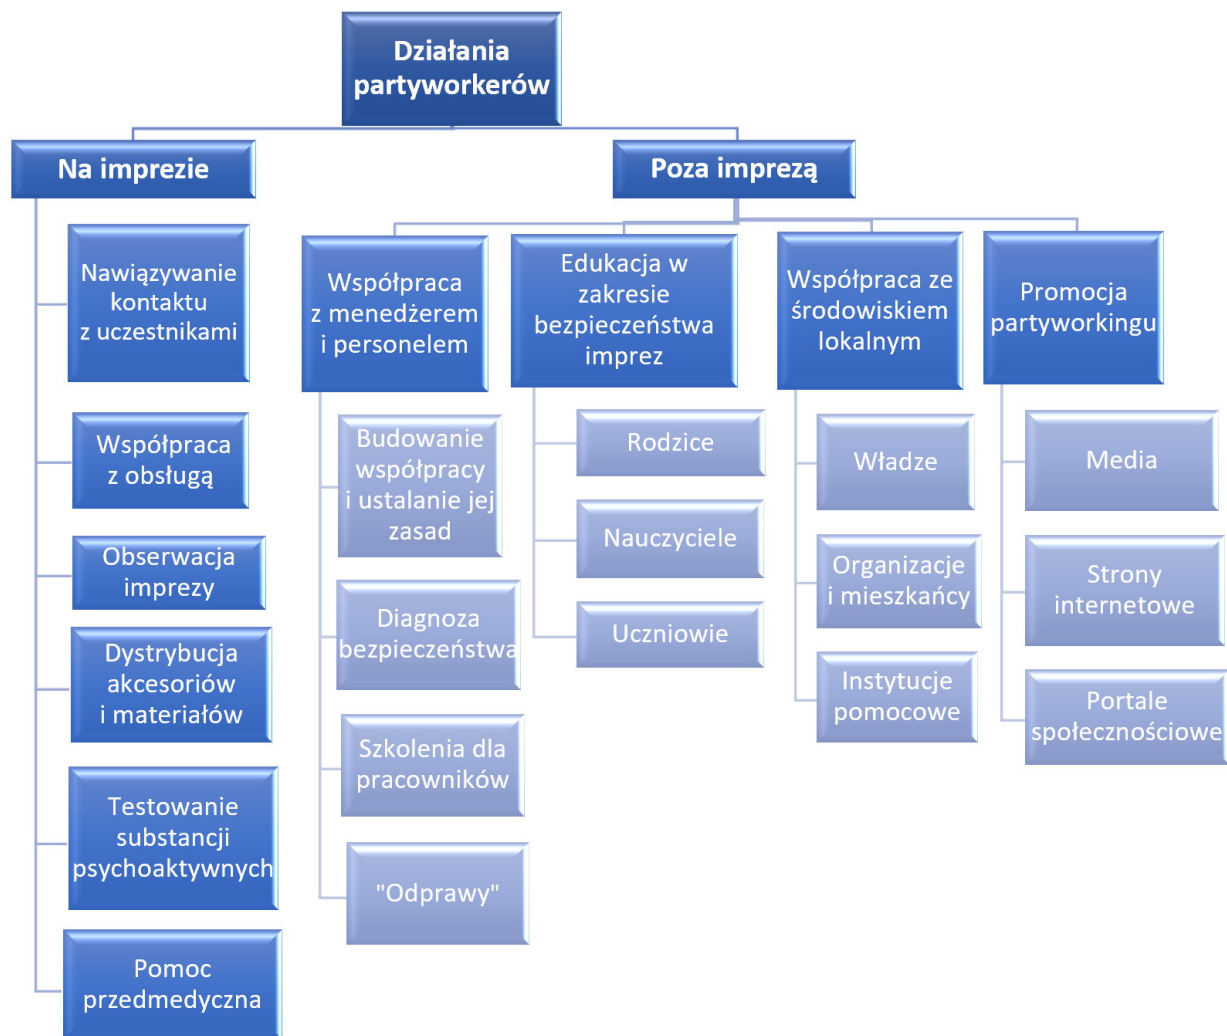 Działania
partyworkerów
Na imprezie
Poza imprezą
Nawiązywanie
kontaktu
z uczestnikami
Współpraca
z obsługą
Obserwacja
imprezy
Dystrybucja
akcesoriów
i materiałów
Testowanie
substancji
psychoaktywnych
Pomoc
przedmedyczna
Współpraca
z menedżerem
i personelem
Budowanie
współpracy
i ustalanie jej
zasad
Diagnoza
bezpieczeństwa
Szkolenia dla
pracowników
"Odprawy"
Edukacja w
zakresie
bezpieczeństwa
imprez
Rodzice
Nauczyciele
Uczniowie
Współpraca ze
środowiskiem
lokalnym
Władze
Organizacje
i mieszkańcy
Instytucje
pomocowe
Promocja
partyworkingu
Media
Strony
internetowe
Portale
społecznościowe